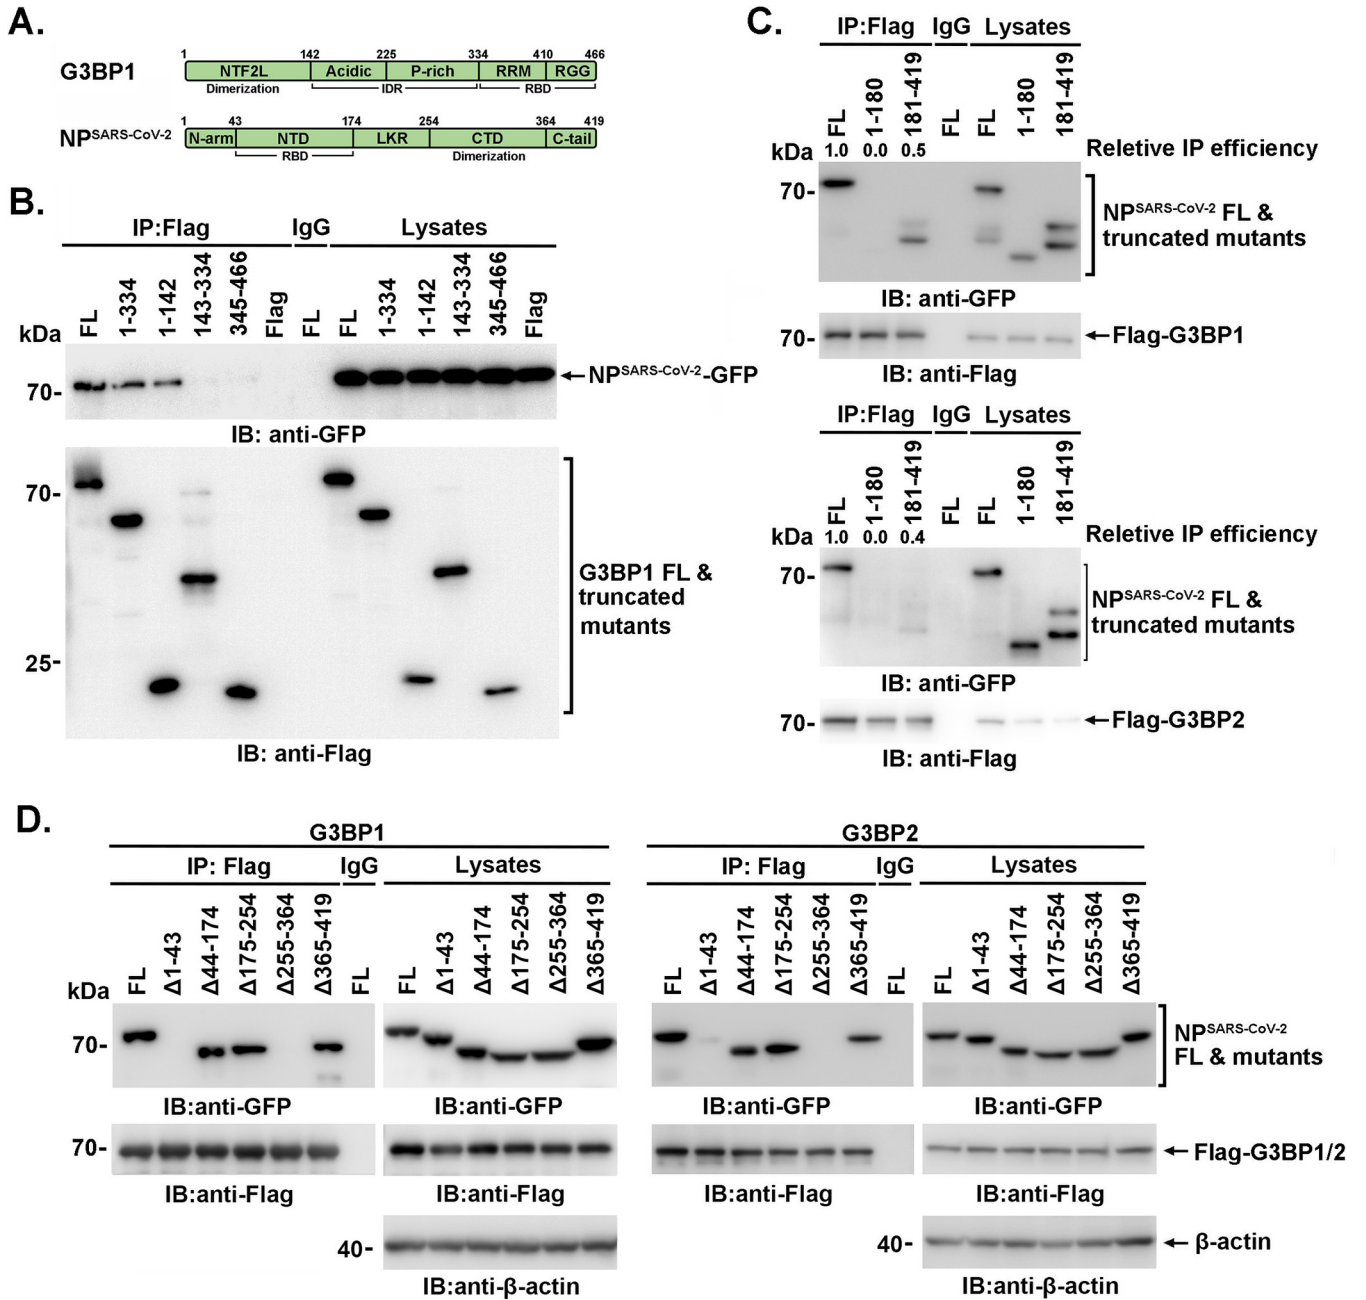 A.
1 142 225 334 410 466
G3BP1 NTF2L Acidic P-rich RRM RGG
Dimerization IDR RBD
1 43 174 254 364 419
NPSARS-CoV-2 N-arm NTD LKR CTD C-tail
RBD Dimerization
B.
IP:Flag IgG Lysates
FL 1-334 1-142 143-334 345-466 Flag FL FL 1-334 1-142 143-334 345-466 Flag
kDa
70- NPSARS-CoV-2-GFP
IB: anti-GFP
70-
25-
G3BP1 FL &
truncated
mutants
IB: anti-Flag
C.
IP:Flag IgG Lysates
FL 1-180 181-419 FL FL 1-180 181-419
kDa 1.0 0.0 0.5 Reletive IP efficiency
70- NPSARS-CoV-2 FL &
truncated mutants
IB: anti-GFP
70- Flag-G3BP1
IB: anti-Flag
IP:Flag IgG Lysates
FL 1-180 181-419 FL FL 1-180 181-419
kDa 1.0 0.0 0.4 Reletive IP efficiency
70- NPSARS-CoV-2 FL &
truncated mutants
IB: anti-GFP
70- Flag-G3BP2
IB: anti-Flag
D.
G3BP1 G3BP2
IP: Flag IgG Lysates IP: Flag IgG Lysates
FL Δ1-43 Δ44-174 Δ175-254 Δ255-364 Δ365-419 FL FL Δ1-43 Δ44-174 Δ175-254 Δ255-364 Δ365-419 FL Δ1-43 Δ44-174 Δ175-254 Δ255-364 Δ365-419 FL FL Δ1-43 Δ44-174 Δ175-254 Δ255-364 Δ365-419
kDa
70- NPSARS-CoV-2
FL & mutants
IB:anti-GFP IB:anti-GFP IB:anti-GFP IB:anti-GFP
70- Flag-G3BP1/2
IB:anti-Flag IB:anti-Flag IB:anti-Flag IB:anti-Flag
40- 40- β-actin
IB:anti-β-actin IB:anti-β-actin